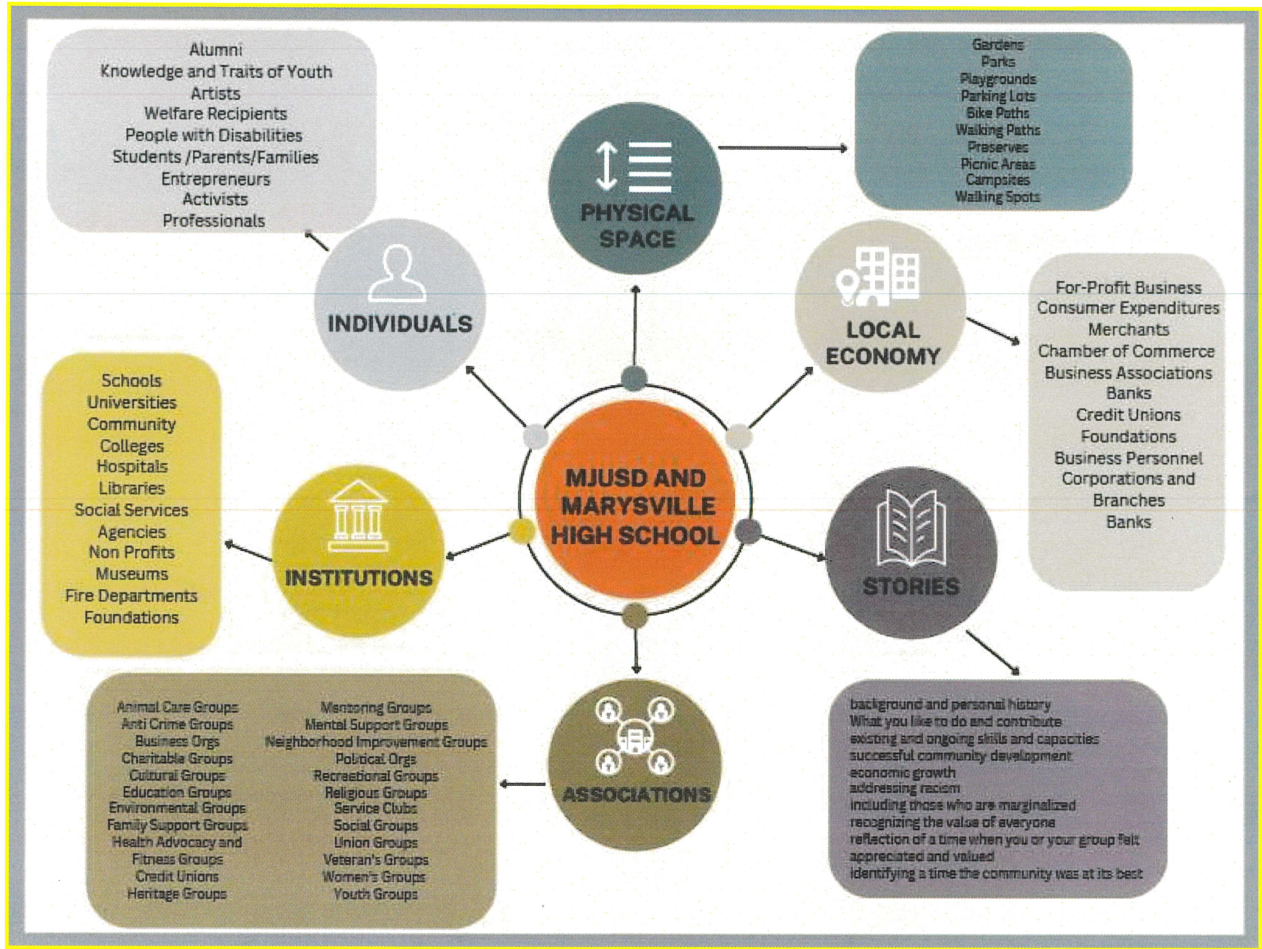 Alumni
Knowledge and Traits of Youth
Artists
Welfare Recipients
People with Disabilities
Students /Parents/Families
Entrepreneurs
Activists
Professionals
INDIVIDUALS
PHYSICAL
SPACE
Gardens
Parks
Playgrounds
Parking Lots
Bike Paths
Walking Paths
Preserves
Picnic Areas
Campsites
Walking Spots
LOCAL
ECONOMY
For-Profit Business
Consumer Expenditures
Merchants
Chamber of Commerce
Business Associations
Banks
Credit Unions
Foundations
Business Personnel
Corporations and
Branches
Banks
Schools
Universities
Community
Colleges
Hospitals
Libraries
Social Services
Agencies
Non Profits
Museums
Fire Departments
Foundations
INSTITUTIONS
MJUSD AND
MARYSVILLE
HIGH SCHOOL
STORIES
background and personal history
What you like to do and contribute
existing and ongoing skills and capacities
successful community development
economic growth
addressing racism
including those who are marginalized
recognizing the value of everyone
reflection of a time when you or your group felt
appreciated and valued
identifying a time the community was at its best
ASSOCIATIONS
Animal Care Groups
Anti Crime Groups
Business Orgs
Charitable Groups
Cultural Groups
Education Groups
Environmental Groups
Family Support Groups
Health Advocacy and
Fitness Groups
Credit Unions
Heritage Groups
Mentoring Groups
Mental Support Groups
Neighborhood Improvement Groups
Political Orgs
Recreational Groups
Religious Groups
Service Clubs
Social Groups
Union Groups
Veteran's Groups
Women's Groups
Youth Groups